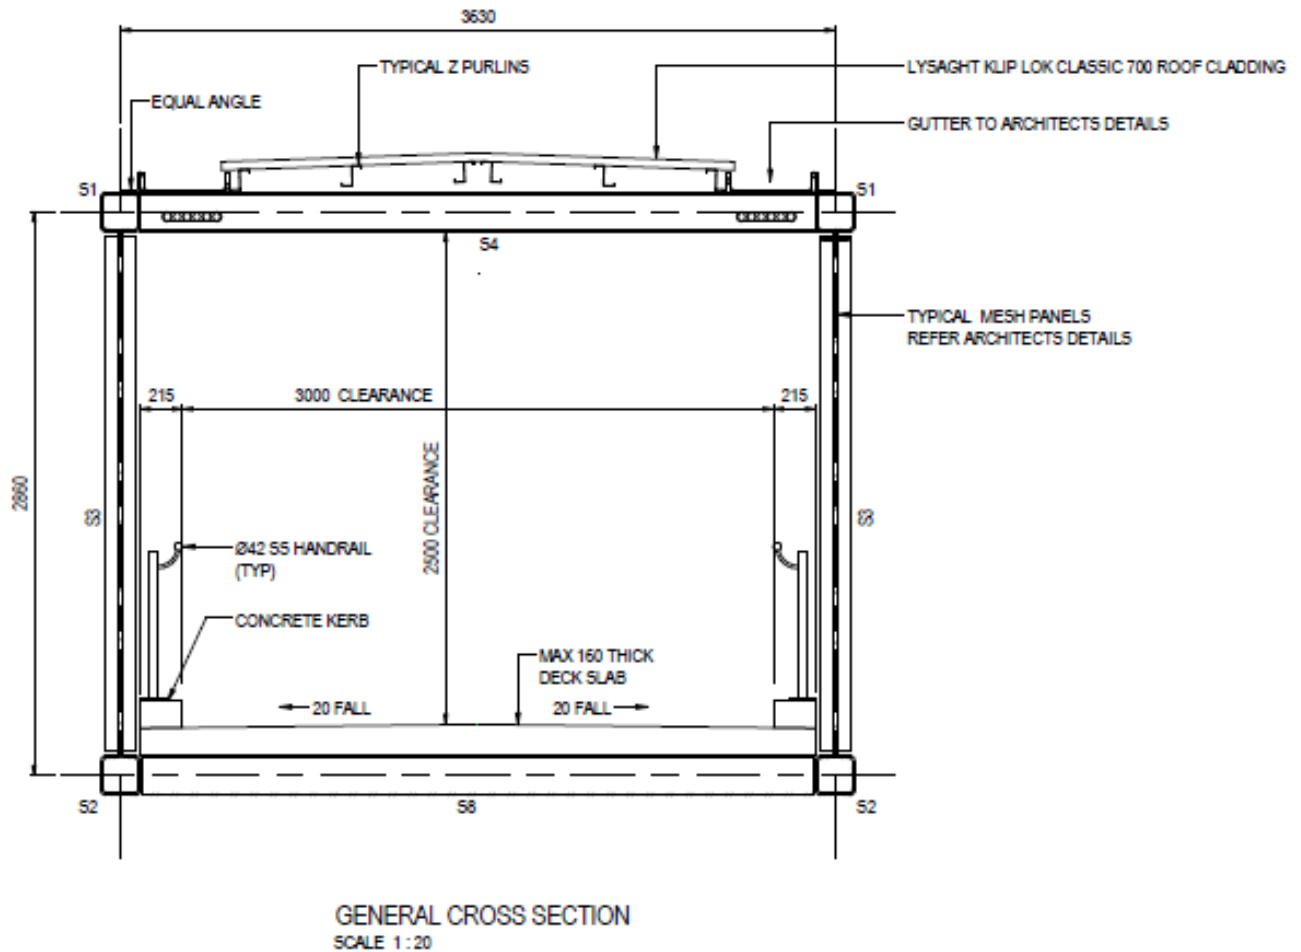 3630
TYPICAL Z PURLINS
LYSAGHT KLIP LOK CLASSIC 700 ROOF CLADDING
EQUAL ANGLE
GUTTER TO ARCHITECTS DETAILS
S1
S1
S4
TYPICAL MESH PANELS
REFER ARCHITECTS DETAILS
215
3000 CLEARANCE
215
2860
2500 CLEARANCE
S3
S3
Ø42 SS HANDRAIL
(TYP)
CONCRETE KERB
MAX 160 THICK
DECK SLAB
20 FALL
20 FALL
S2
S8
S2
GENERAL CROSS SECTION
SCALE 1 : 20